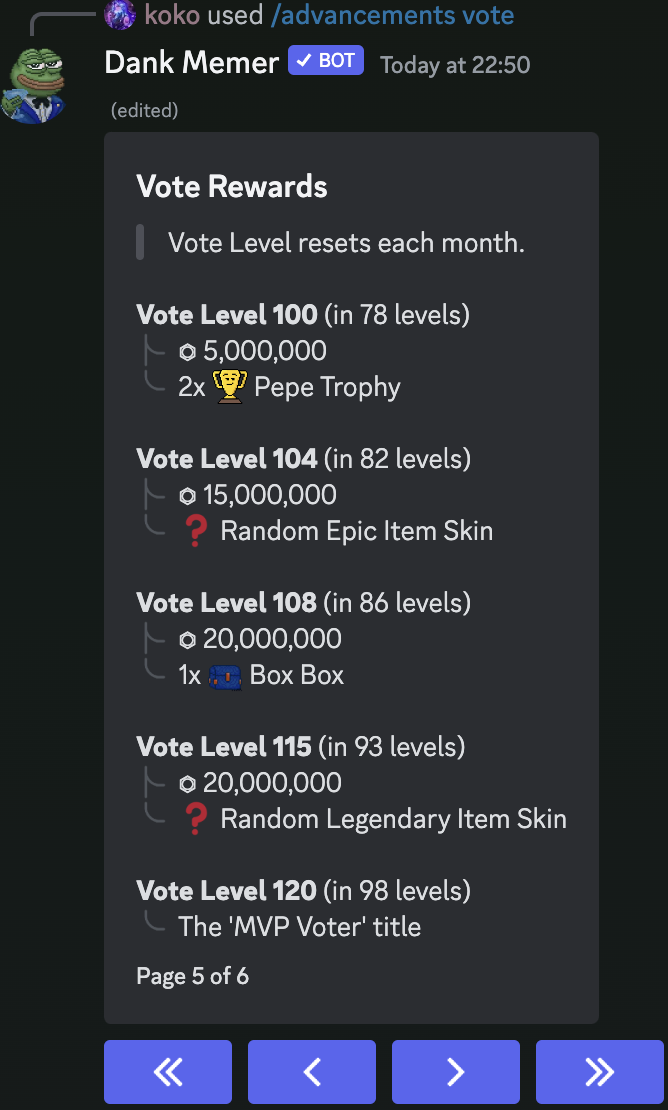 koko used /advancements vote
Dank Memer ✓ BOT Today at 22:50
(edited)
Vote Rewards
Vote Level resets each month.
Vote Level 100 (in 78 levels)
5,000,000
2x Pepe Trophy
Vote Level 104 (in 82 levels)
15,000,000
❓ Random Epic Item Skin
Vote Level 108 (in 86 levels)
20,000,000
1x Box Box
Vote Level 115 (in 93 levels)
20,000,000
❓ Random Legendary Item Skin
Vote Level 120 (in 98 levels)
The 'MVP Voter' title
Page 5 of 6